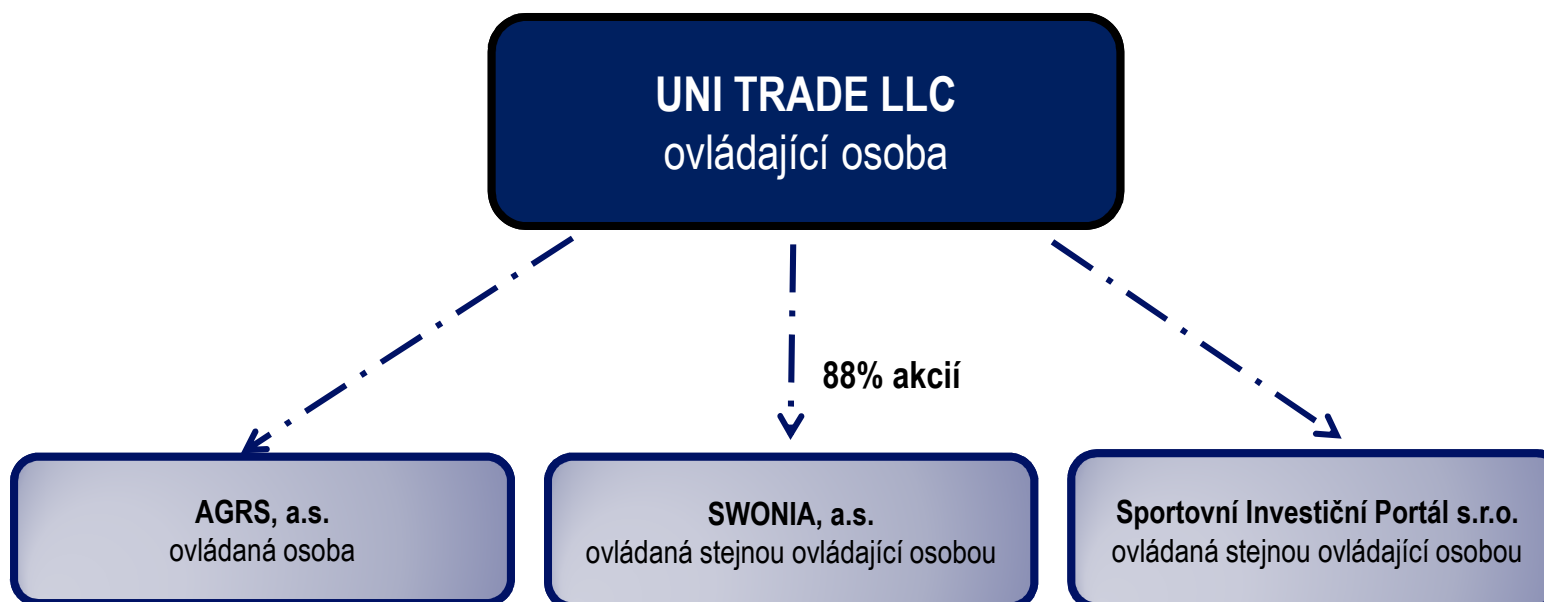 UNI TRADE LLC
ovládající osoba
88% akcií
AGRS, a.s.
ovládaná osoba
SWONIA, a.s.
ovládaná stejnou ovládající osobou
Sportovní Investiční Portál s.r.o.
ovládaná stejnou ovládající osobou